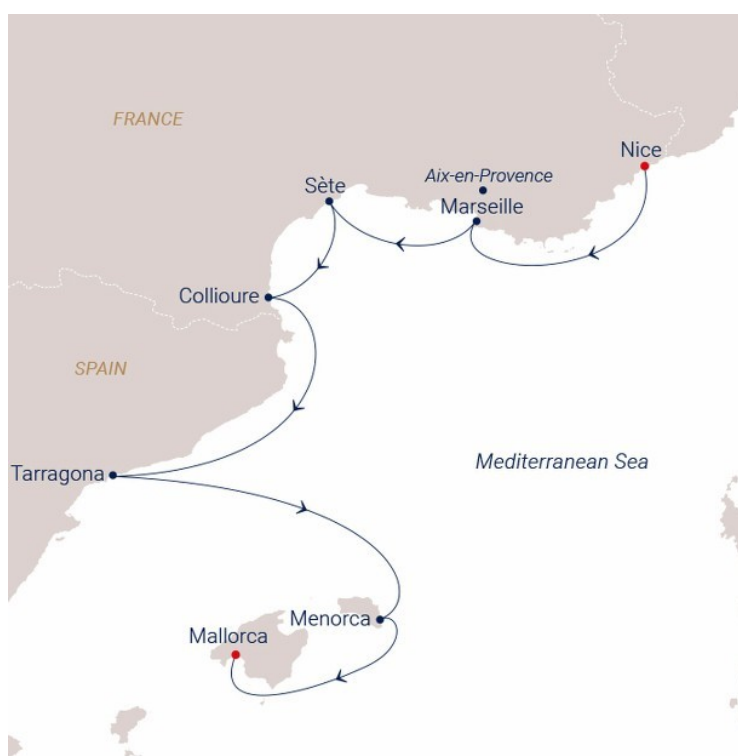 FRANCE
Nice
Aix-en-Provence
Sète
Marseille
Collioure
SPAIN
Mediterranean Sea
Tarragona
Menorca
Mallorca